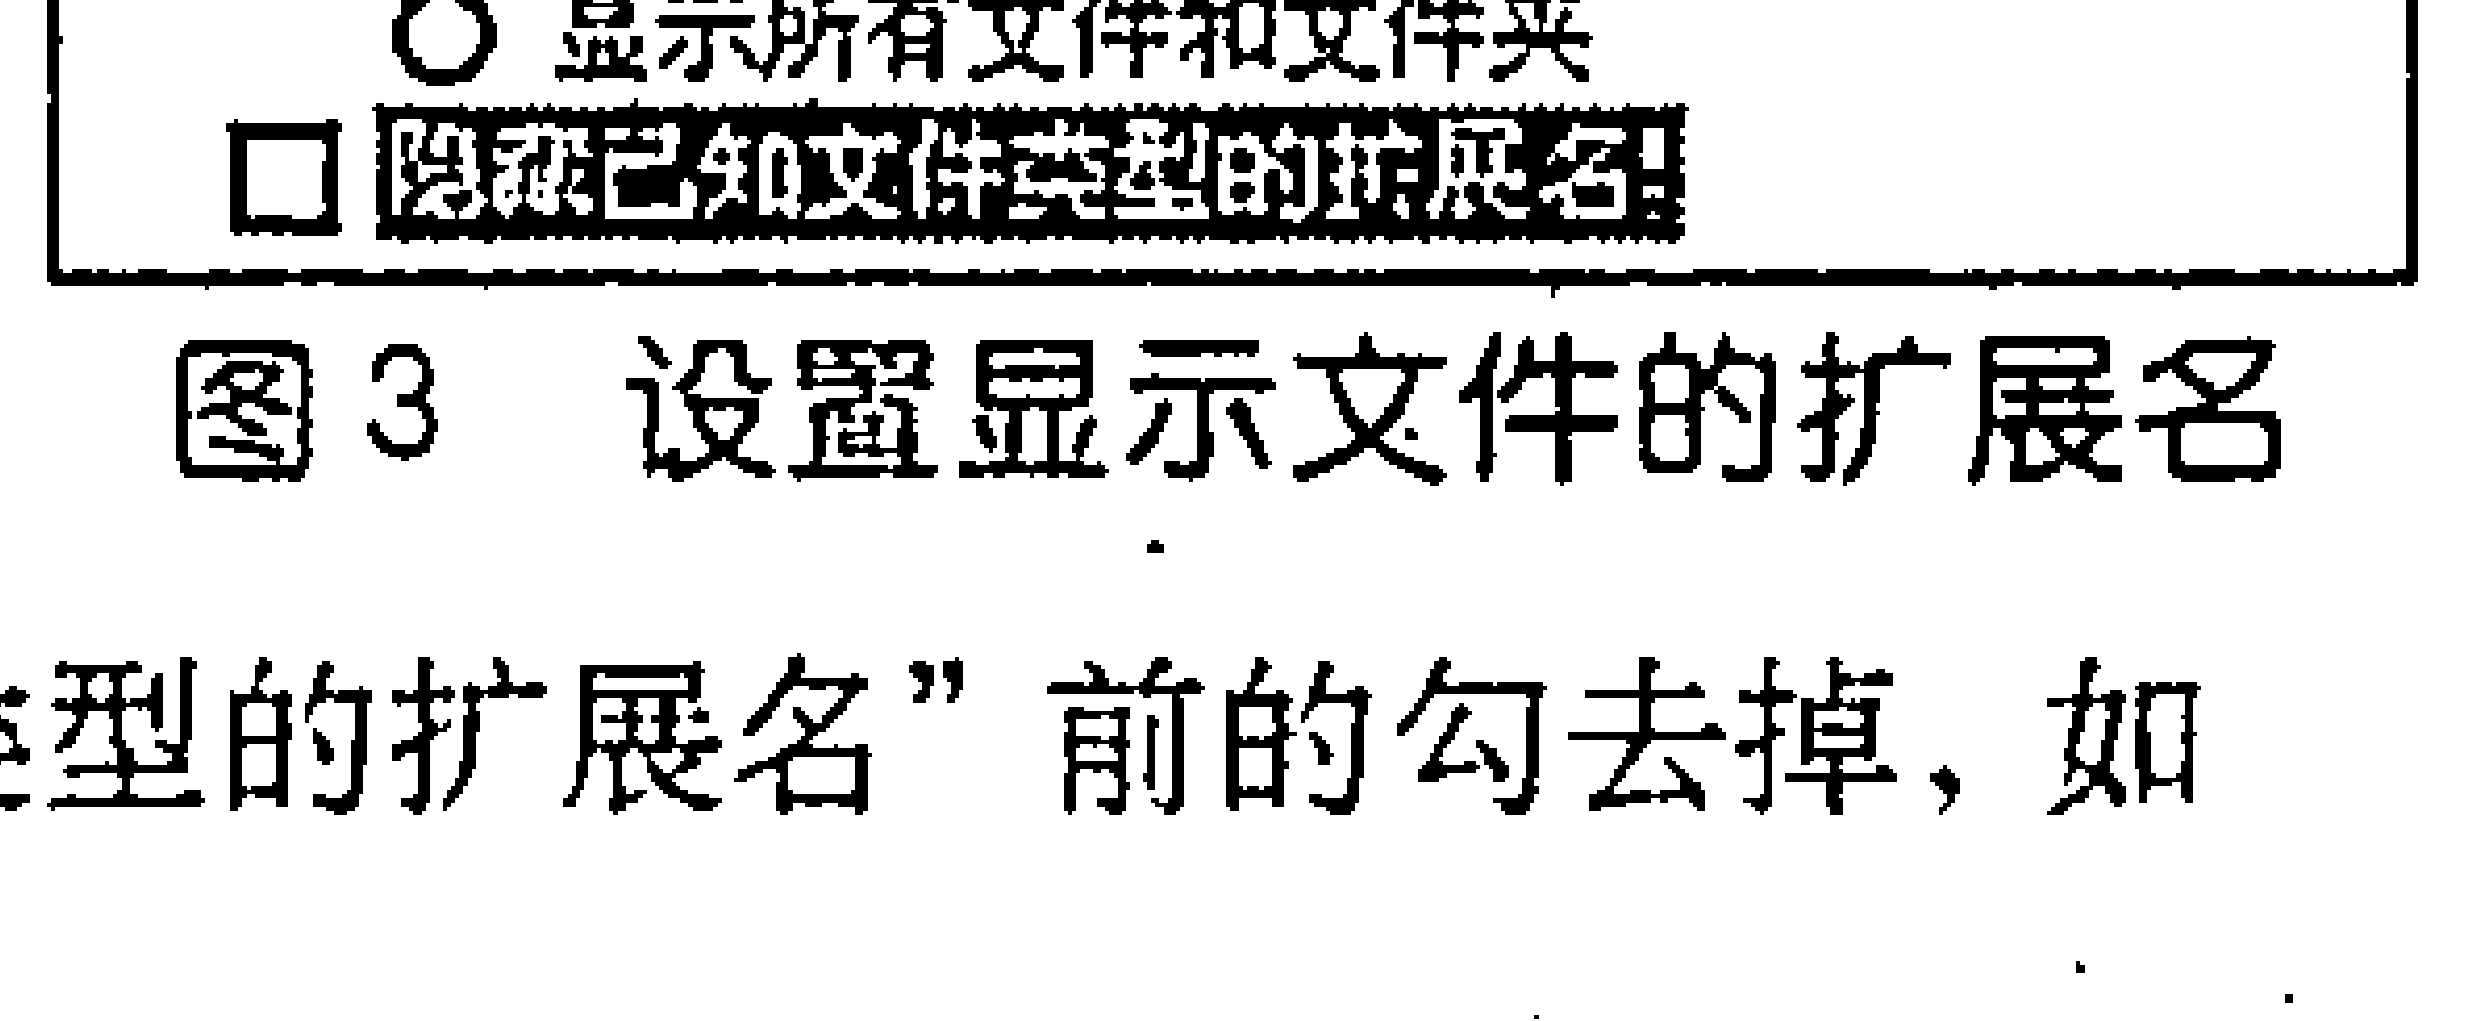 ○ 显示所有文件和文件夹
□ 隐藏已知文件类型的扩展名
图3 设置显示文件的扩展名
类型的扩展名”前的勾去掉，如